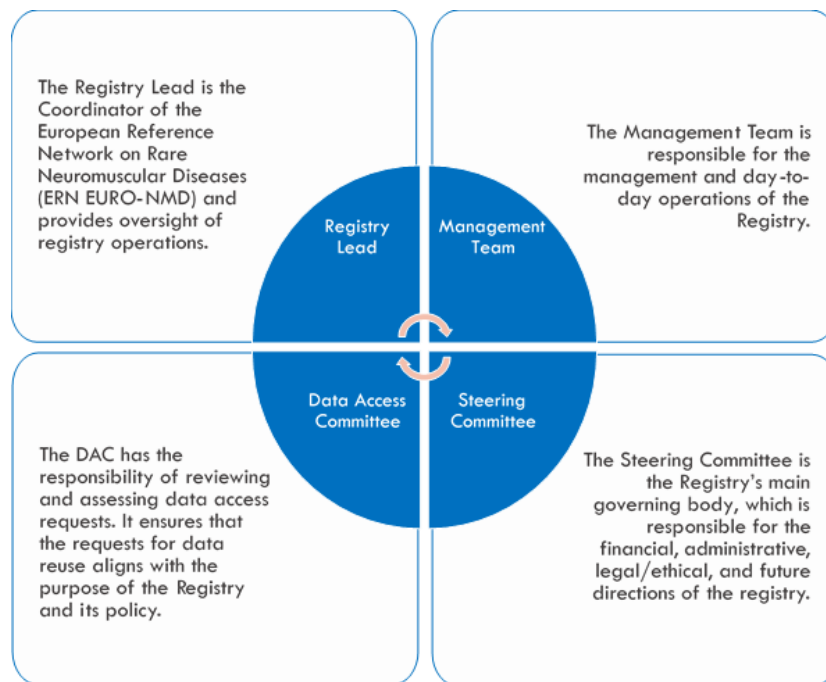 The Registry Lead is the
Coordinator of the
European Reference
Network on Rare
Neuromuscular Diseases
(ERN EURO-NMD) and
provides oversight of
registry operations.
The Management Team is
responsible for the
management and day-to-
day operations of the
Registry.
Registry
Lead
Management
Team
Data Access
Committee
Steering
Committee
The DAC has the
responsibility of reviewing
and assessing data access
requests. It ensures that
the requests for data
reuse aligns with the
purpose of the Registry
and its policy.
The Steering Committee is
the Registry's main
governing body, which is
responsible for the
financial, administrative,
legal/ethical, and future
directions of the registry.